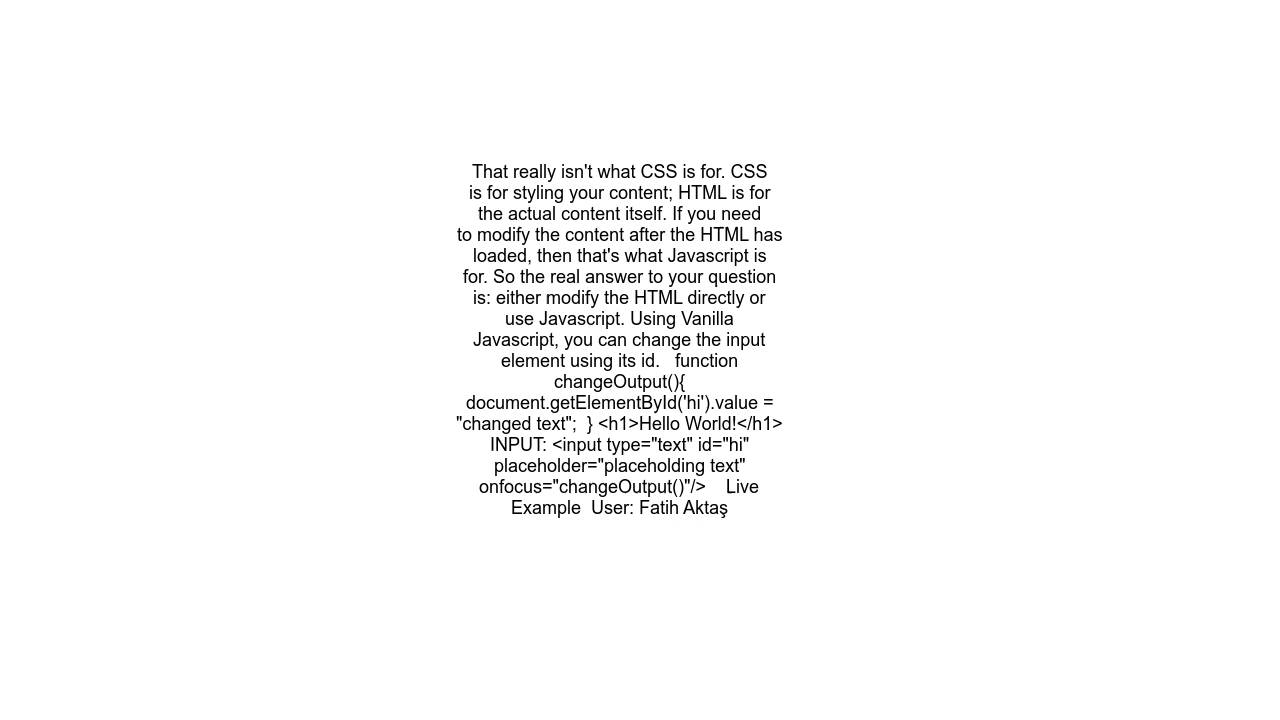 That really isn't what CSS is for. CSS
is for styling your content; HTML is for
the actual content itself. If you need
to modify the content after the HTML has
loaded, then that's what Javascript is
for. So the real answer to your question
is: either modify the HTML directly or
use Javascript. Using Vanilla
Javascript, you can change the input
element using its id.   function
changeOutput(){
document.getElementById('hi').value =
"changed text";  } <h1>Hello World!</h1>
INPUT: <input type="text" id="hi"
placeholder="placeholding text"
onfocus="changeOutput()"/>    Live
Example  User: Fatih Aktaş